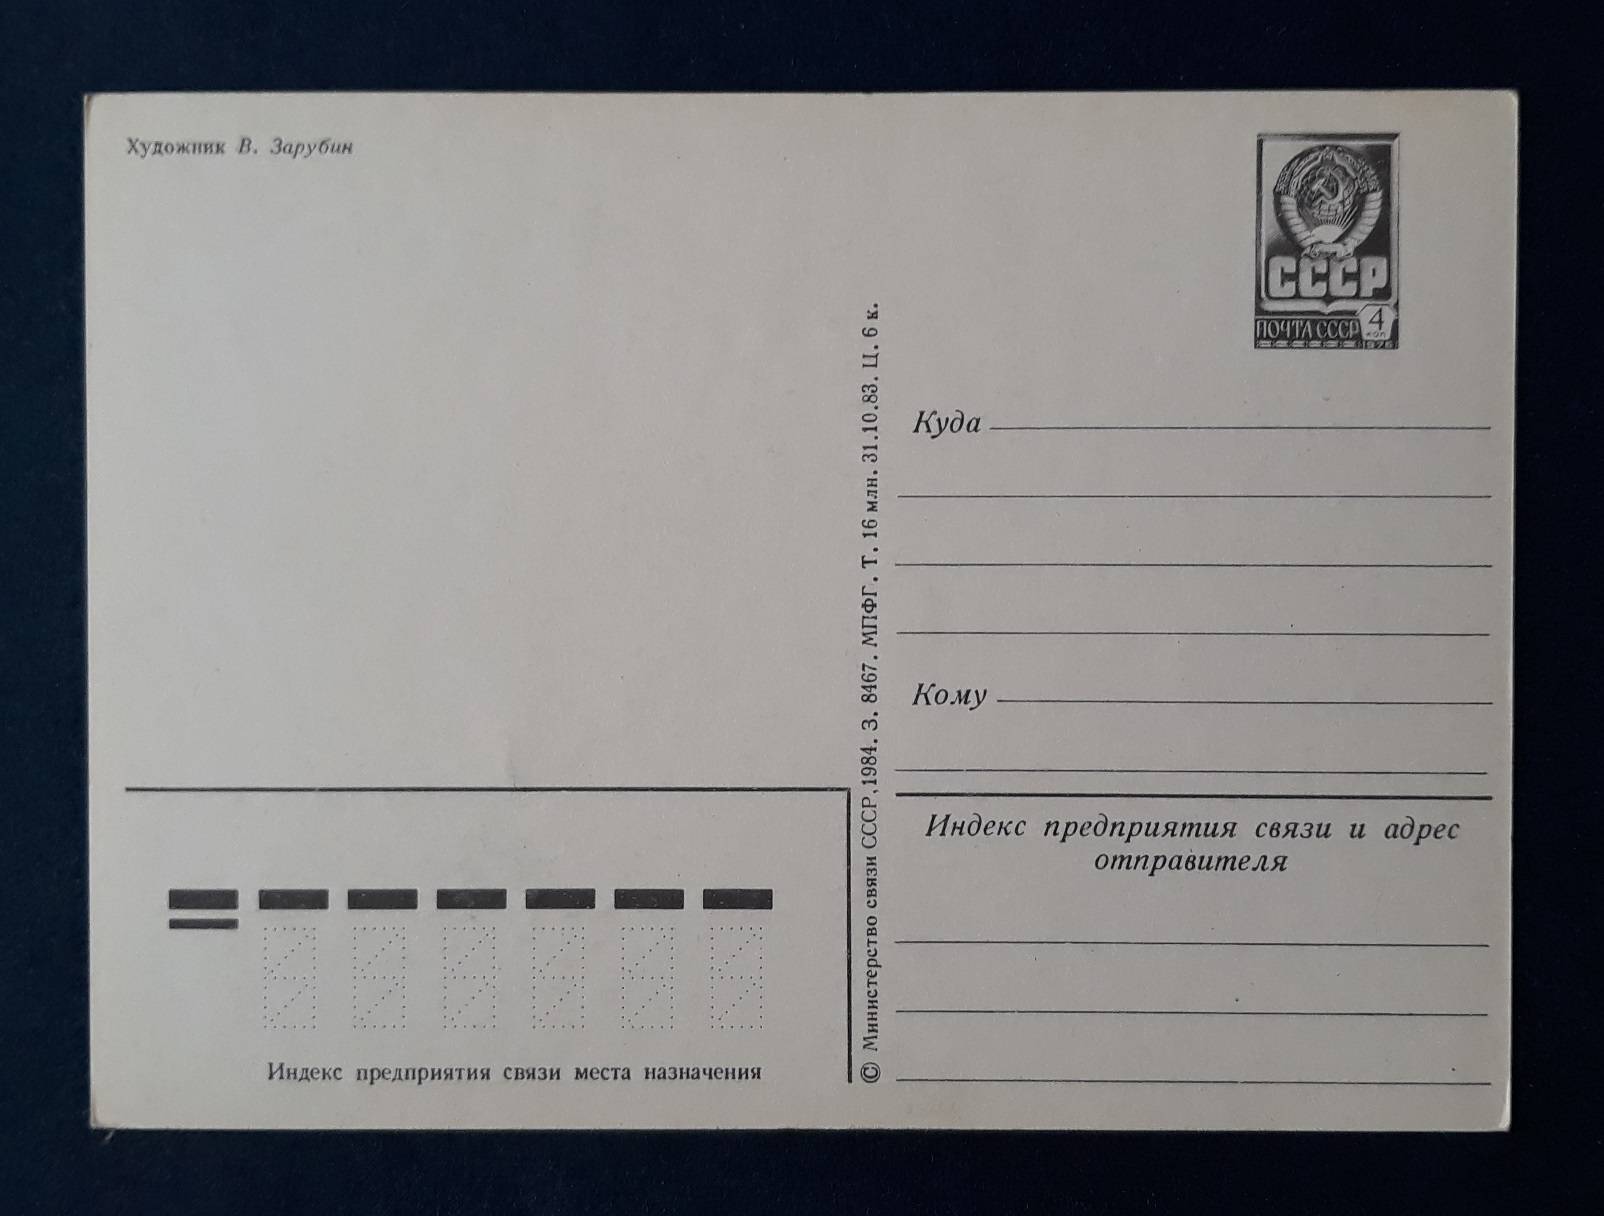 Художник В. Зарубин
СССР
ПОЧТА СССР 4
коп
1976
Куда
Кому
Индекс предприятия связи и адрес
отправителя
© Министерство связи СССР, 1984. З. 8467. МПФГ. Т. 16 млн. 31.10.83. Ц. 6 к.
Индекс предприятия связи места назначения